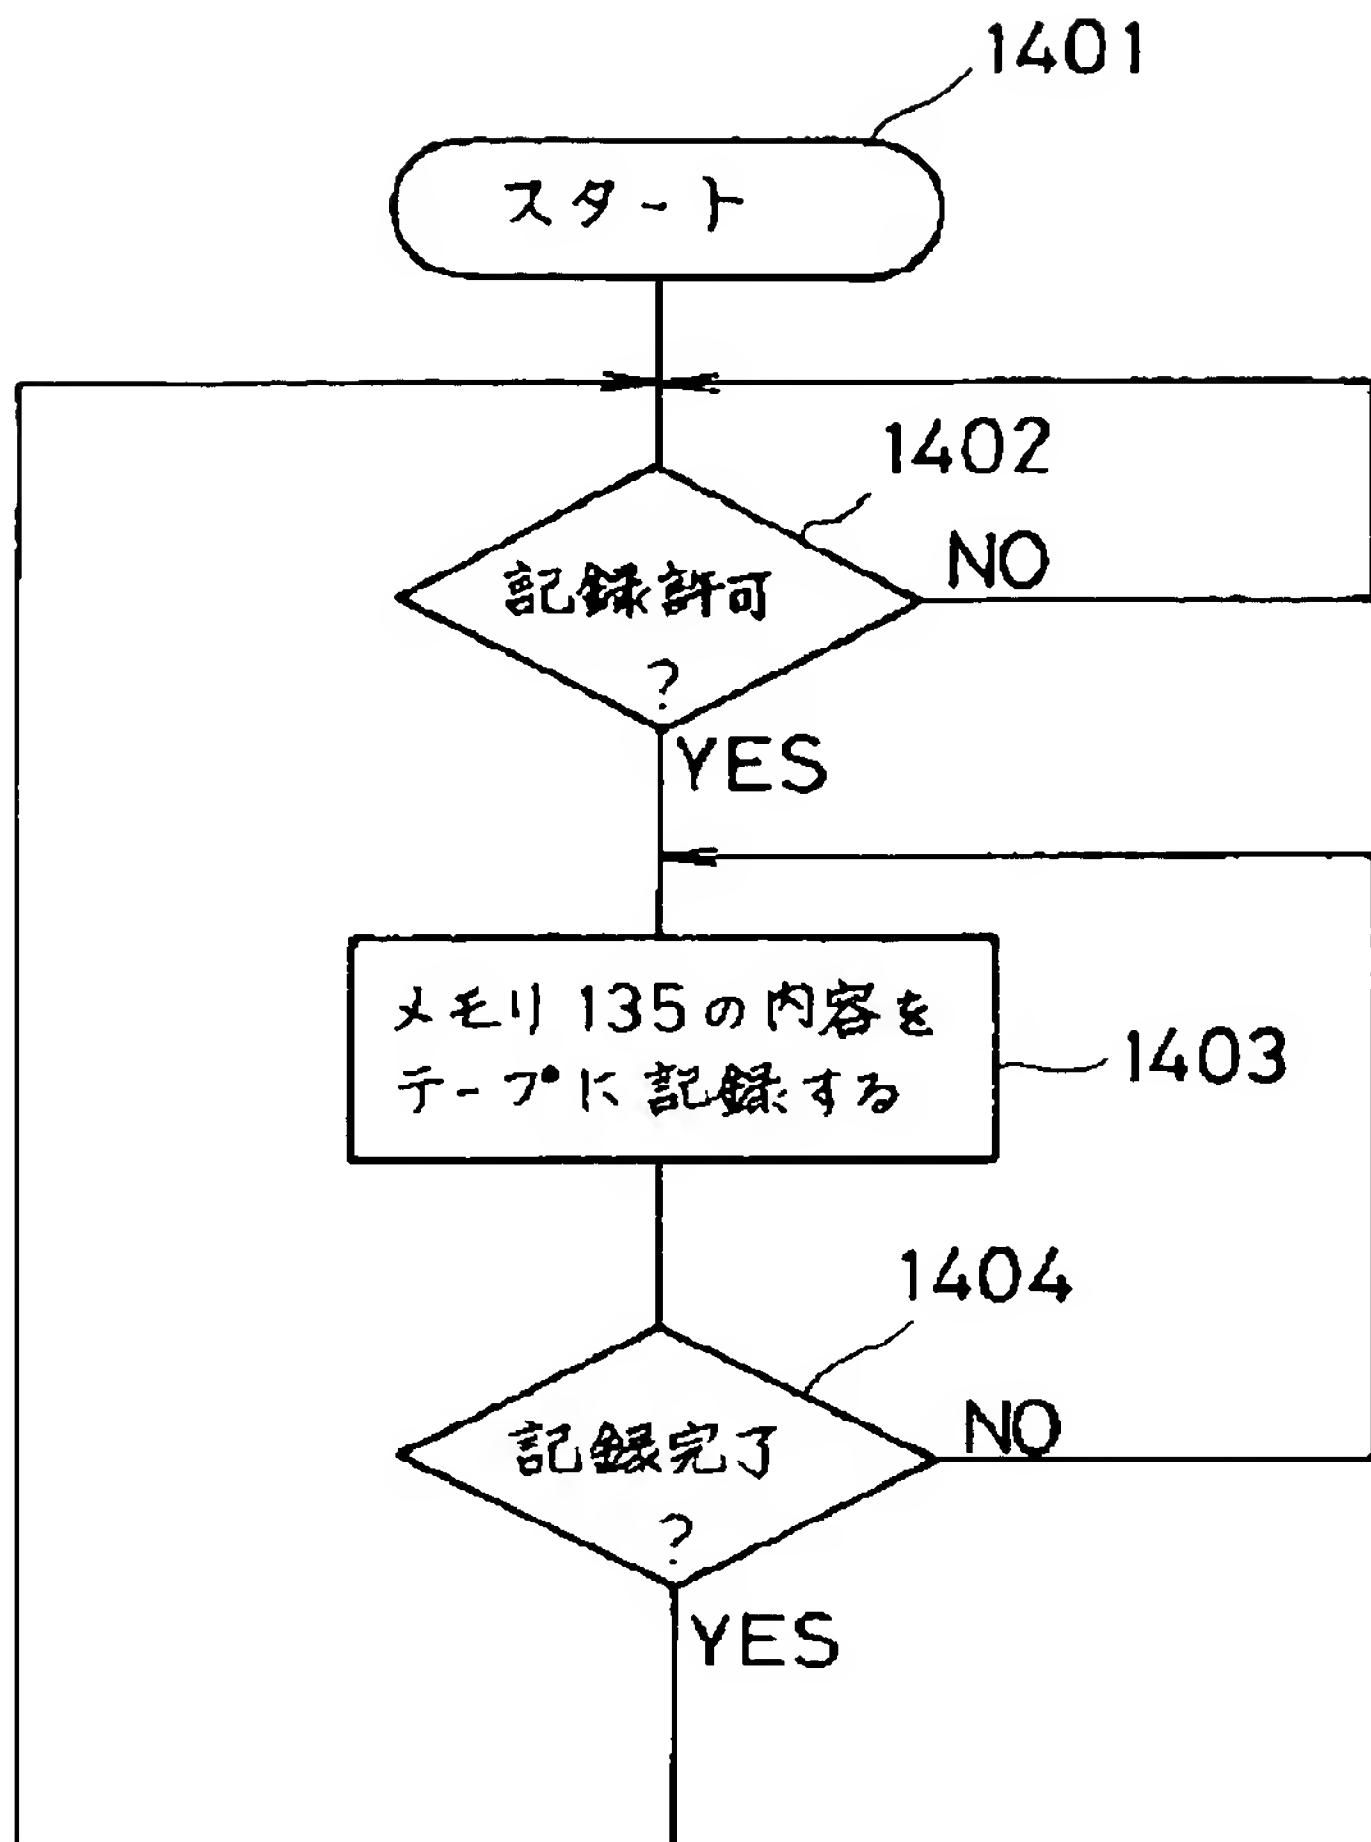 1401
スタート
1402
記録許可
?
NO
YES
メモリ135の内容を
テープに記録する
1403
1404
記録完了
?
NO
YES